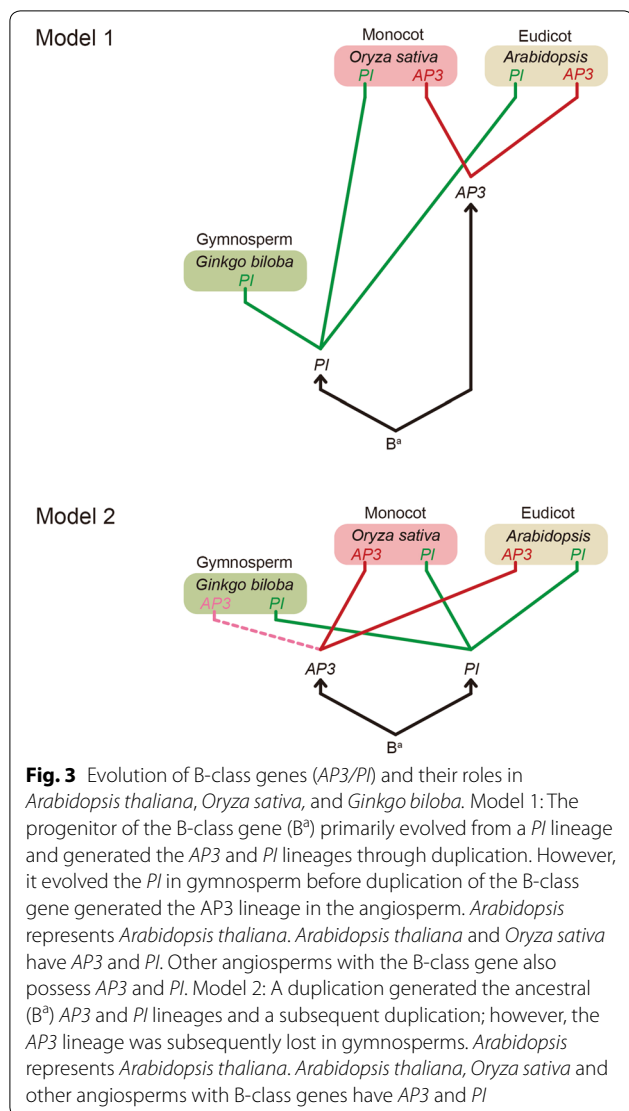 Model 1
Monocot Eudicot
Oryza sativa Arabidopsis
PI AP3 PI AP3
AP3
Gymnosperm
Ginkgo biloba
PI
PI
Bᵃ
Model 2
Monocot Eudicot
Oryza sativa Arabidopsis
Gymnosperm AP3 PI AP3 PI
Ginkgo biloba
AP3 PI
AP3 PI
Bᵃ
Fig. 3 Evolution of B-class genes (AP3/PI) and their roles in
Arabidopsis thaliana, Oryza sativa, and Ginkgo biloba. Model 1: The
progenitor of the B-class gene (Bᵃ) primarily evolved from a PI lineage
and generated the AP3 and PI lineages through duplication. However,
it evolved the PI in gymnosperm before duplication of the B-class
gene generated the AP3 lineage in the angiosperm. Arabidopsis
represents Arabidopsis thaliana. Arabidopsis thaliana and Oryza sativa
have AP3 and PI. Other angiosperms with the B-class gene also
possess AP3 and PI. Model 2: A duplication generated the ancestral
(Bᵃ) AP3 and PI lineages and a subsequent duplication; however, the
AP3 lineage was subsequently lost in gymnosperms. Arabidopsis
represents Arabidopsis thaliana. Arabidopsis thaliana, Oryza sativa and
other angiosperms with B-class genes have AP3 and PI